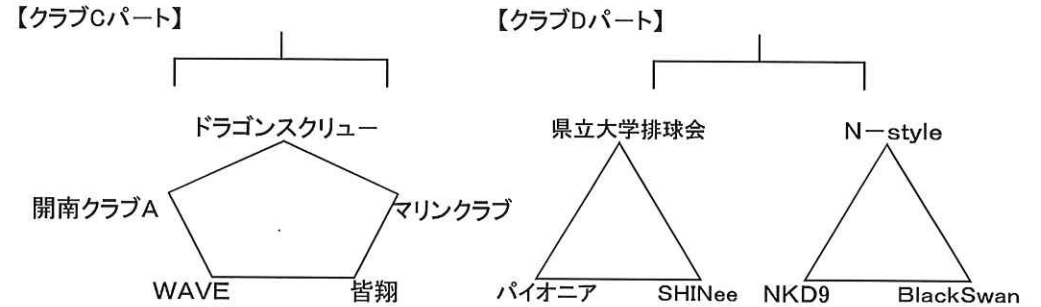 【クラブCパート】
【クラブDパート】
ドラゴンスクリュー
県立大学排球会
N－style
開南クラブA
マリンクラブ
WAVE
皆翔
パイオニア
SHINee
NKD9
BlackSwan